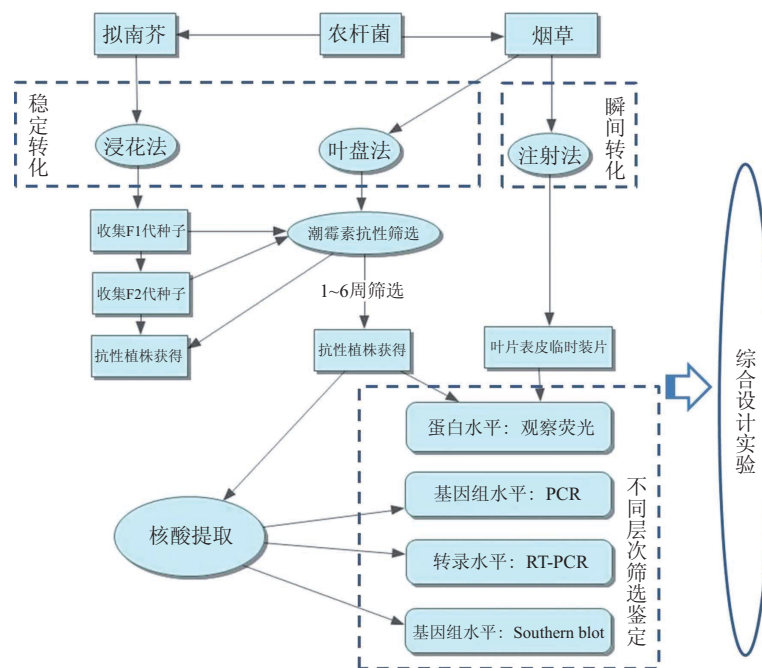 拟南芥
农杆菌
烟草
稳定转化
瞬间转化
浸花法
叶盘法
注射法
收集F1代种子
潮霉素抗性筛选
收集F2代种子
1~6周筛选
抗性植株获得
抗性植株获得
叶片表皮临时装片
综合设计实验
蛋白水平：观察荧光
基因组水平：PCR
核酸提取
转录水平：RT-PCR
基因组水平：Southern blot
不同层次筛选鉴定